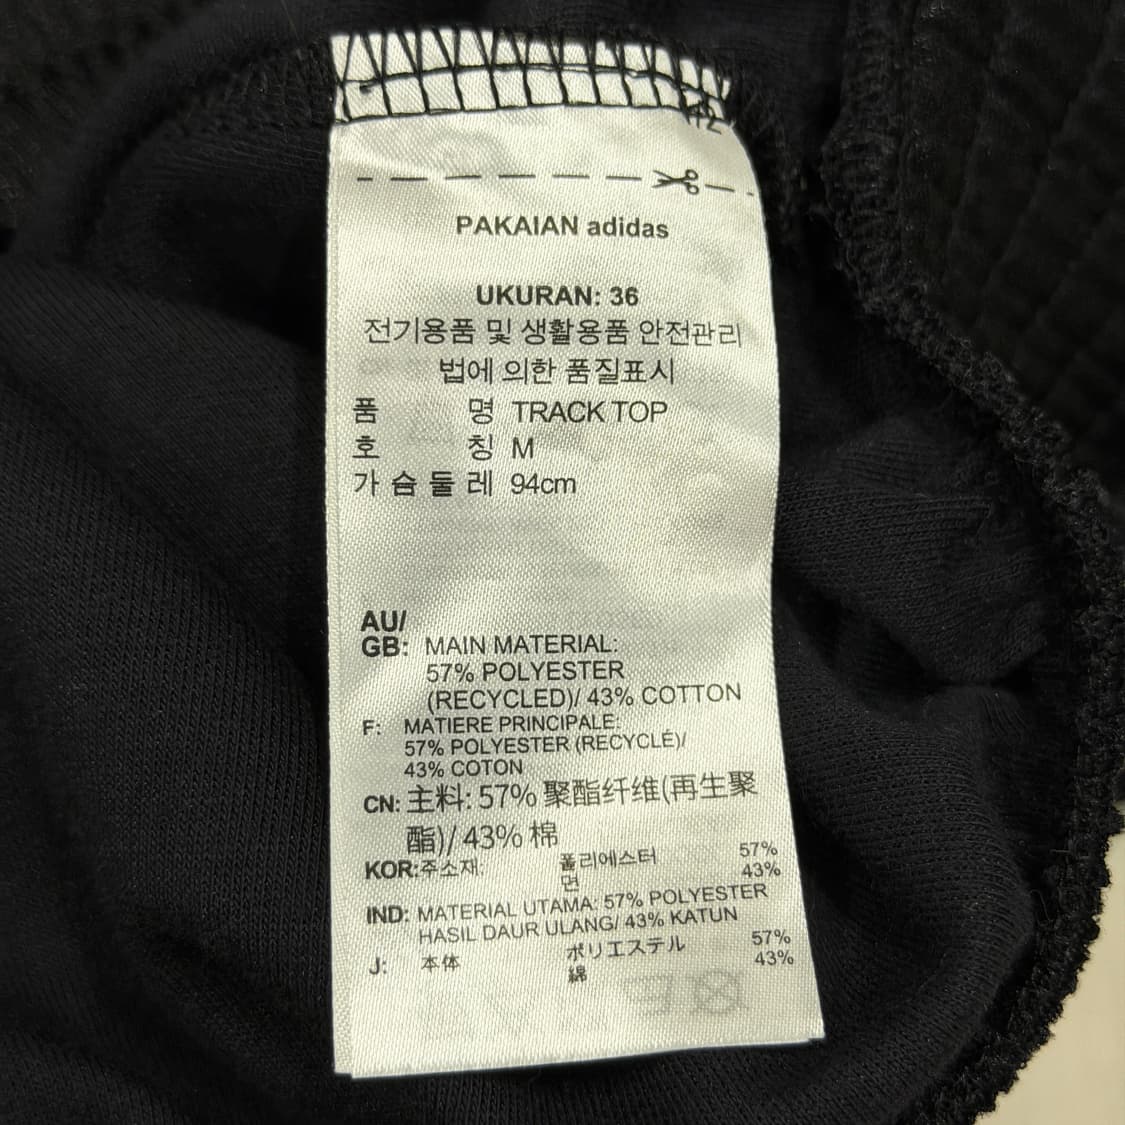 PAKAIAN adidas
UKURAN: 36
전기용품 및 생활용품 안전관리
법에 의한 품질표시
품 명 TRACK TOP
호 칭 M
가 슴 둘 레 94cm
AU/
GB: MAIN MATERIAL:
57% POLYESTER
(RECYCLED)/ 43% COTTON
F: MATIERE PRINCIPALE:
57% POLYESTER (RECYCLÉ)/
43% COTON
CN: 主料: 57% 聚酯纤维(再生聚
酯)/ 43% 棉
KOR:주소재: 폴리에스터 57%
면 43%
IND: MATERIAL UTAMA: 57% POLYESTER
HASIL DAUR ULANG/ 43% KATUN
J: 本体 ポリエステル 57%
綿 43%